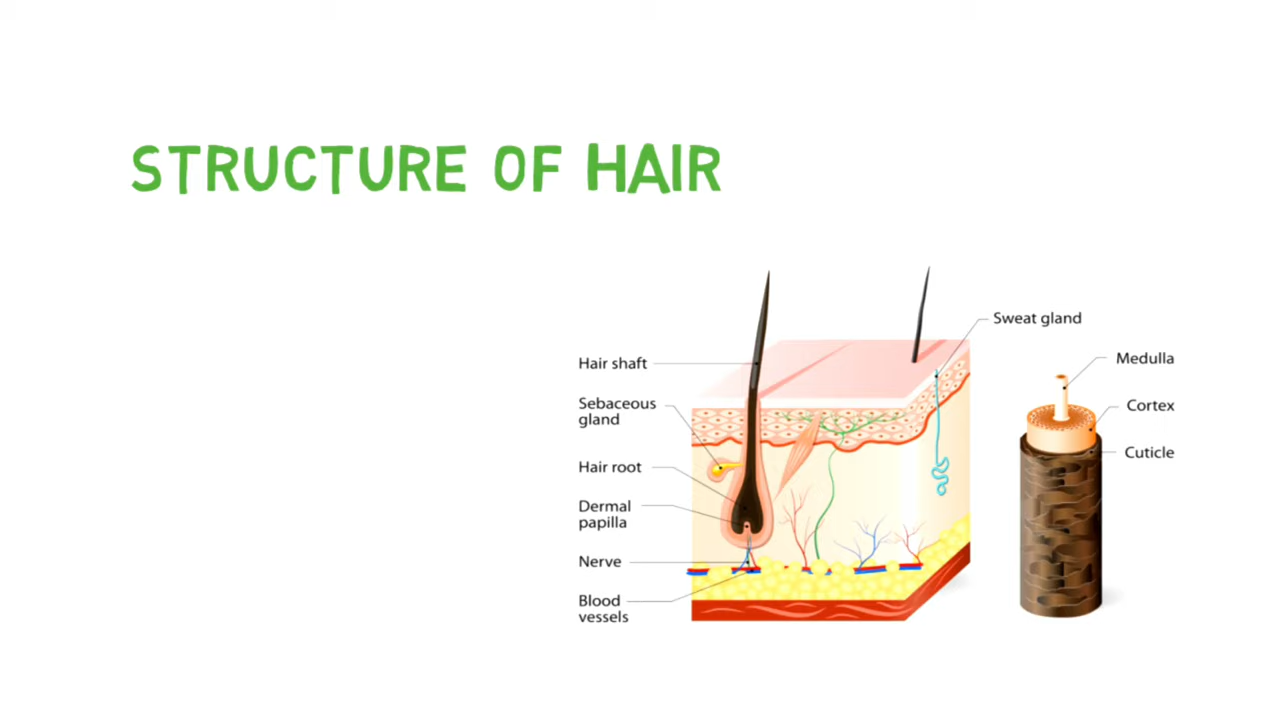 STRUCTURE OF HAIR
Hair shaft
Sebaceous
gland
Hair root
Dermal
papilla
Nerve
Blood
vessels
Sweat gland
Medulla
Cortex
Cuticle